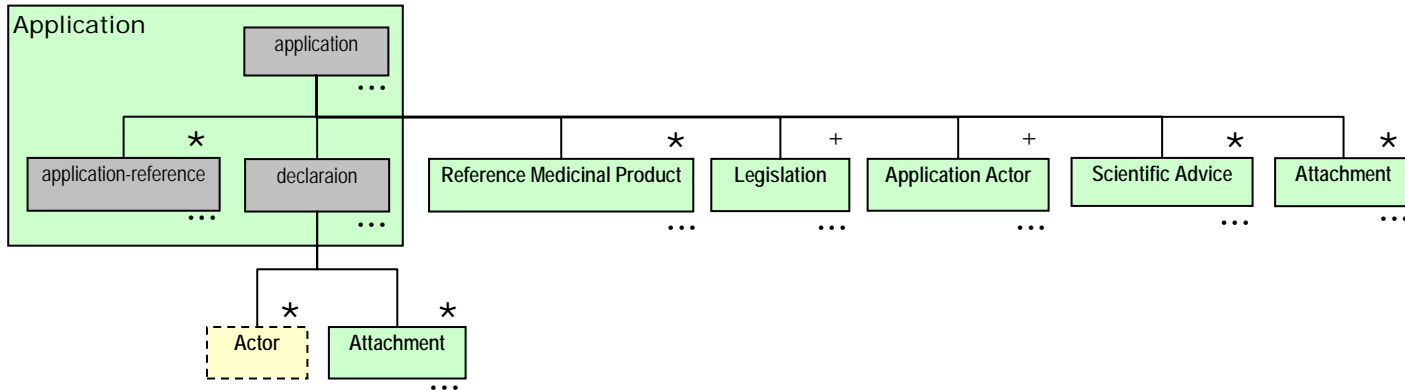 Application
application
...
* * + + * *
application-reference declaraion Reference Medicinal Product Legislation Application Actor Scientific Advice Attachment
... ... ... ... ... ... ...
* *
Actor Attachment
...